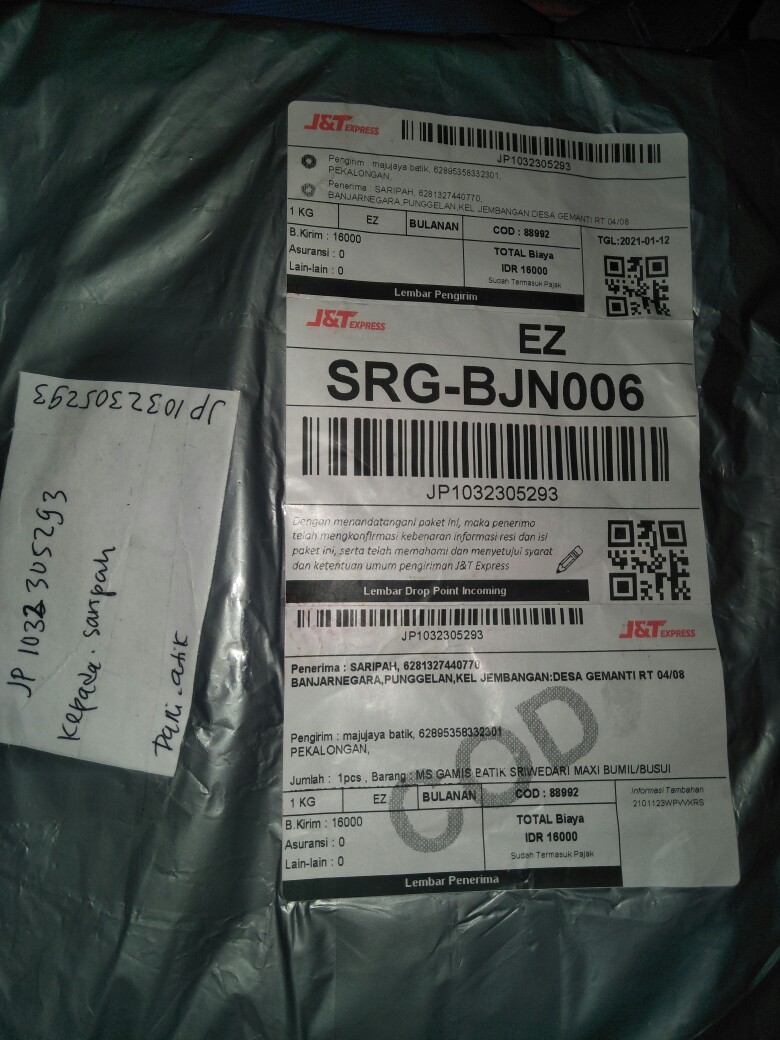 J&T EXPRESS
JP1032305293
Pengirim : majujaya batik, 62895358332301,
PEKALONGAN,
Penerima : SARIPAH, 6281327440770,
BANJARNEGARA,PUNGGELAN,KEL JEMBANGAN:DESA GEMANTI RT 04/08
1 KG EZ BULANAN COD : 88992 TGL:2021-01-12
B.Kirim : 16000
Asuransi : 0
Lain-lain : 0
TOTAL Biaya
IDR 16000
Sudah Termasuk Pajak
Lembar Pengirim
J&T EXPRESS
EZ
SRG-BJN006
JP1032305293
Dengan menandatangani paket ini, maka penerima
telah mengkonfirmasi kebenaran informasi resi dan isi
paket ini, serta telah memahami dan menyetujui syarat
dan ketentuan umum pengiriman J&T Express
Lembar Drop Point Incoming
JP1032305293
J&T EXPRESS
Penerima : SARIPAH, 6281327440770
BANJARNEGARA,PUNGGELAN,KEL JEMBANGAN:DESA GEMANTI RT 04/08
Pengirim : majujaya batik, 62895358332301
PEKALONGAN,
Jumlah : 1pcs , Barang : MS GAMIS BATIK SRIWEDARI MAXI BUMIL/BUSUI
COD
1 KG EZ BULANAN COD : 88992
B.Kirim : 16000
Asuransi : 0
Lain-lain : 0
TOTAL Biaya
IDR 16000
Sudah Termasuk Pajak
Informasi Tambahan
Lembar Penerima
JP1032305293
JP 1032305293
Kepada. saripah
Dari. atik